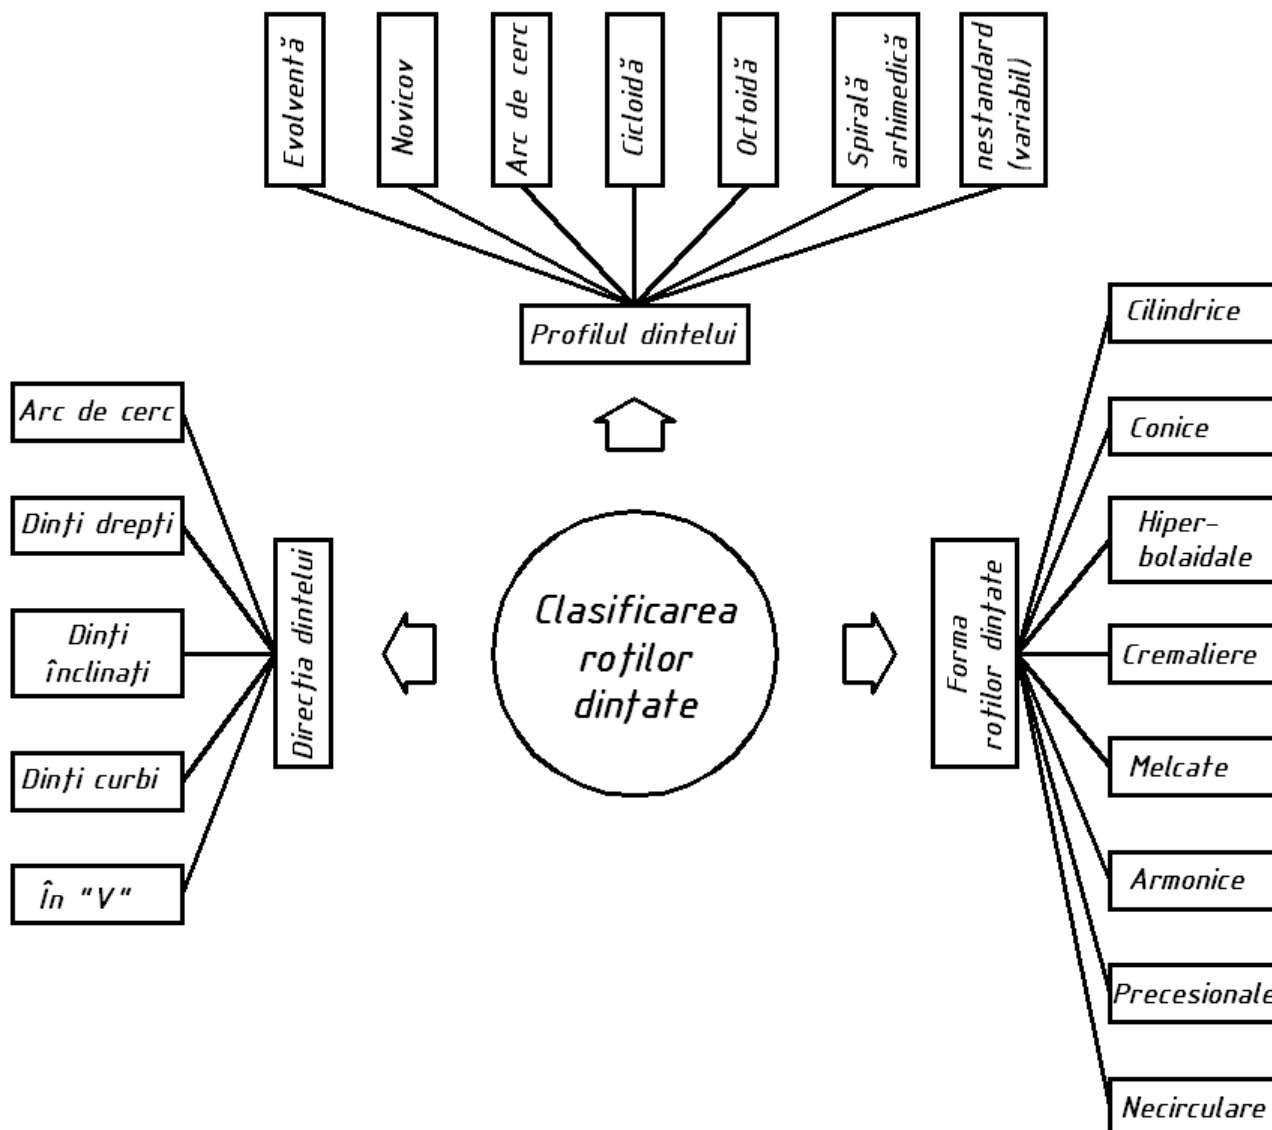 Evolventă
Novicov
Arc de cerc
Cicloidă
Octoidă
Spirală
arhimedică
nestandard
(variabil)
Profilul dintelui
Arc de cerc
Dinți drepți
Dinți
înclinați
Dinți curbi
În "V"
Direcția dintelui
Clasificarea
roților
dințate
Forma
roților dințate
Cilindrice
Conice
Hiper-
bolaidale
Cremaliere
Melcate
Armonice
Precesionale
Necirculare